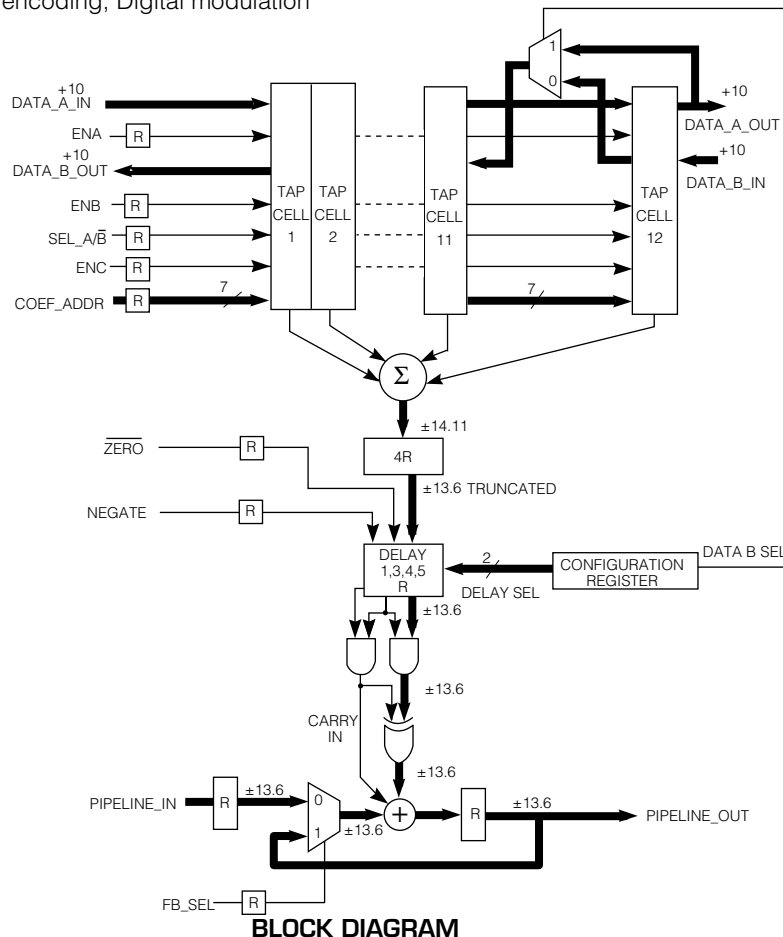 encoding, Digital modulation
1
0
+10
DATA_A_IN
ENA R
+10
DATA_B_OUT
ENB R
SEL_A/B̅ R
ENC R
COEF_ADDR R
7
TAP CELL 1
TAP CELL 2
TAP CELL 11
7
TAP CELL 12
+10
DATA_A_OUT
+10
DATA_B_IN
Σ
±14.11
4R
±13.6 TRUNCATED
Z̅E̅R̅O̅ R
NEGATE R
DELAY
1,3,4,5
R
2
DELAY SEL
CONFIGURATION
REGISTER
DATA B SEL
±13.6
±13.6
CARRY
IN
±13.6
PIPELINE_IN
R
±13.6
0
1
±13.6
+
R
±13.6
PIPELINE_OUT
FB_SEL R
BLOCK DIAGRAM